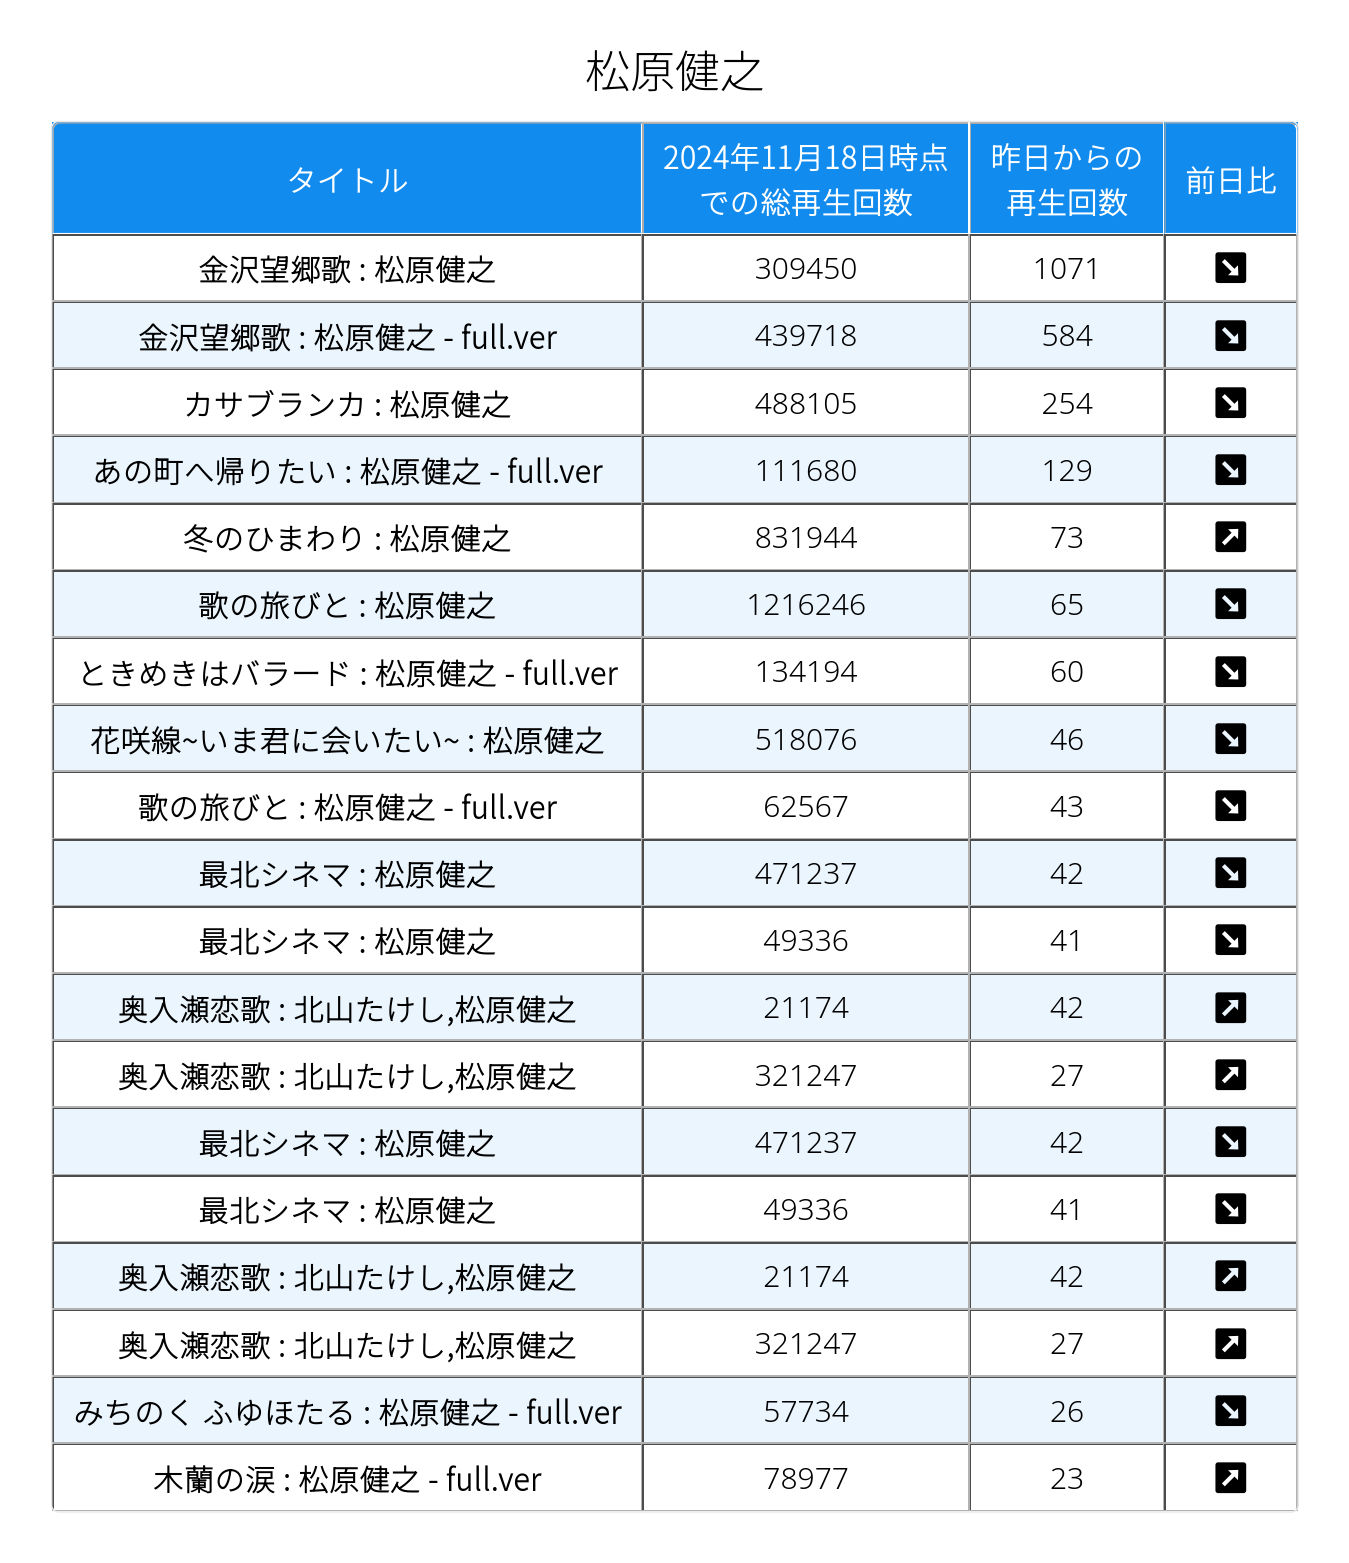 松原健之
タイトル
2024年11月18日時点
での総再生回数
昨日からの
再生回数
前日比
金沢望郷歌 : 松原健之 309450 1071 ↘
金沢望郷歌 : 松原健之 - full.ver 439718 584 ↘
カサブランカ : 松原健之 488105 254 ↘
あの町へ帰りたい : 松原健之 - full.ver 111680 129 ↘
冬のひまわり : 松原健之 831944 73 ↗
歌の旅びと : 松原健之 1216246 65 ↘
ときめきはバラード : 松原健之 - full.ver 134194 60 ↘
花咲線~いま君に会いたい~ : 松原健之 518076 46 ↘
歌の旅びと : 松原健之 - full.ver 62567 43 ↘
最北シネマ : 松原健之 471237 42 ↘
最北シネマ : 松原健之 49336 41 ↘
奥入瀬恋歌 : 北山たけし,松原健之 21174 42 ↗
奥入瀬恋歌 : 北山たけし,松原健之 321247 27 ↗
最北シネマ : 松原健之 471237 42 ↘
最北シネマ : 松原健之 49336 41 ↘
奥入瀬恋歌 : 北山たけし,松原健之 21174 42 ↗
奥入瀬恋歌 : 北山たけし,松原健之 321247 27 ↗
みちのく ふゆほたる : 松原健之 - full.ver 57734 26 ↘
木蘭の涙 : 松原健之 - full.ver 78977 23 ↗